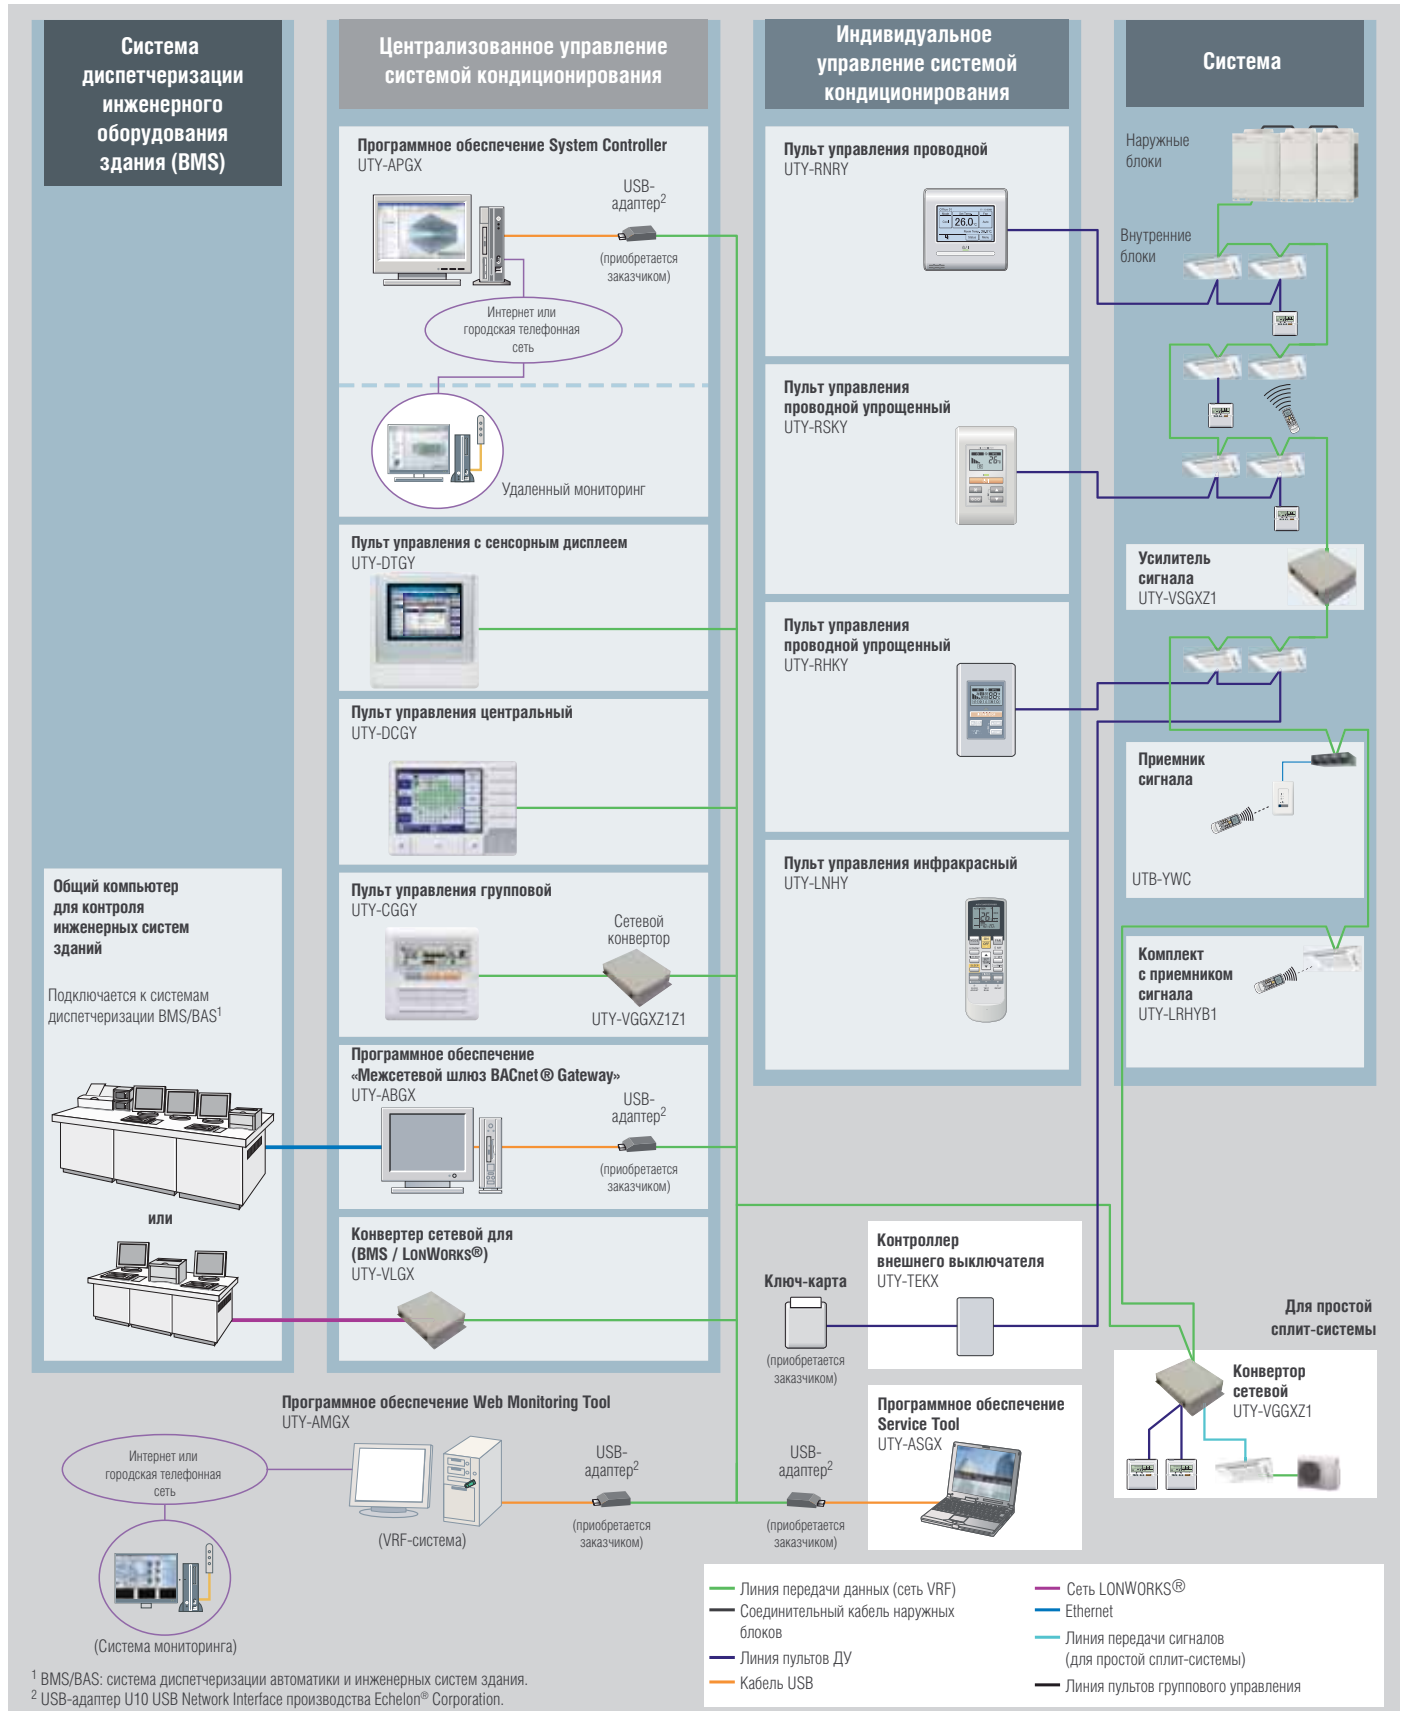 Система
диспетчеризации
инженерного
оборудования
здания (BMS)
Общий компьютер
для контроля
инженерных систем
зданий
Подключается к системам
диспетчеризации BMS/BAS¹
или
Централизованное управление
системой кондиционирования
Программное обеспечение System Controller
UTY-APGX
USB-
адаптер²
(приобретается
заказчиком)
Интернет или
городская телефонная
сеть
Удаленный мониторинг
Пульт управления с сенсорным дисплеем
UTY-DTGY
Пульт управления центральный
UTY-DCGY
Пульт управления групповой
UTY-CGGY
Сетевой
конвертор
UTY-VGGXZ1Z1
Программное обеспечение
«Межсетевой шлюз BACnet® Gateway»
UTY-ABGX
USB-
адаптер²
(приобретается
заказчиком)
Конвертер сетевой для
(BMS / LonWorks®)
UTY-VLGX
Индивидуальное
управление системой
кондиционирования
Пульт управления проводной
UTY-RNRY
26.0
Пульт управления
проводной упрощенный
UTY-RSKY
Пульт управления
проводной упрощенный
UTY-RHKY
Пульт управления инфракрасный
UTY-LNHY
Система
Наружные
блоки
Внутренние
блоки
Усилитель
сигнала
UTY-VSGXZ1
Приемник
сигнала
UTB-YWC
Комплект
с приемником
сигнала
UTY-LRHYB1
Ключ-карта
(приобретается
заказчиком)
Контроллер
внешнего выключателя
UTY-TEKX
Для простой
сплит-системы
Конвертор
сетевой
UTY-VGGXZ1
Программное обеспечение Web Monitoring Tool
UTY-AMGX
Интернет или
городская телефонная
сеть
(Система мониторинга)
(VRF-система)
USB-
адаптер²
(приобретается
заказчиком)
USB-
адаптер²
(приобретается
заказчиком)
Программное обеспечение
Service Tool
UTY-ASGX
Линия передачи данных (сеть VRF)
Соединительный кабель наружных
блоков
Линия пультов ДУ
Кабель USB
Сеть LONWORKS®
Ethernet
Линия передачи сигналов
(для простой сплит-системы)
Линия пультов группового управления
¹ BMS/BAS: система диспетчеризации автоматики и инженерных систем здания.
² USB-адаптер U10 USB Network Interface производства Echelon® Corporation.